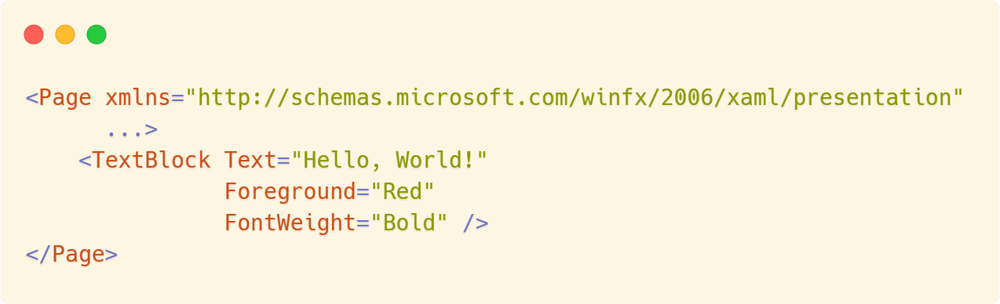 <Page xmlns="http://schemas.microsoft.com/winfx/2006/xaml/presentation"
      ...>
    <TextBlock Text="Hello, World!"
               Foreground="Red"
               FontWeight="Bold" />
</Page>